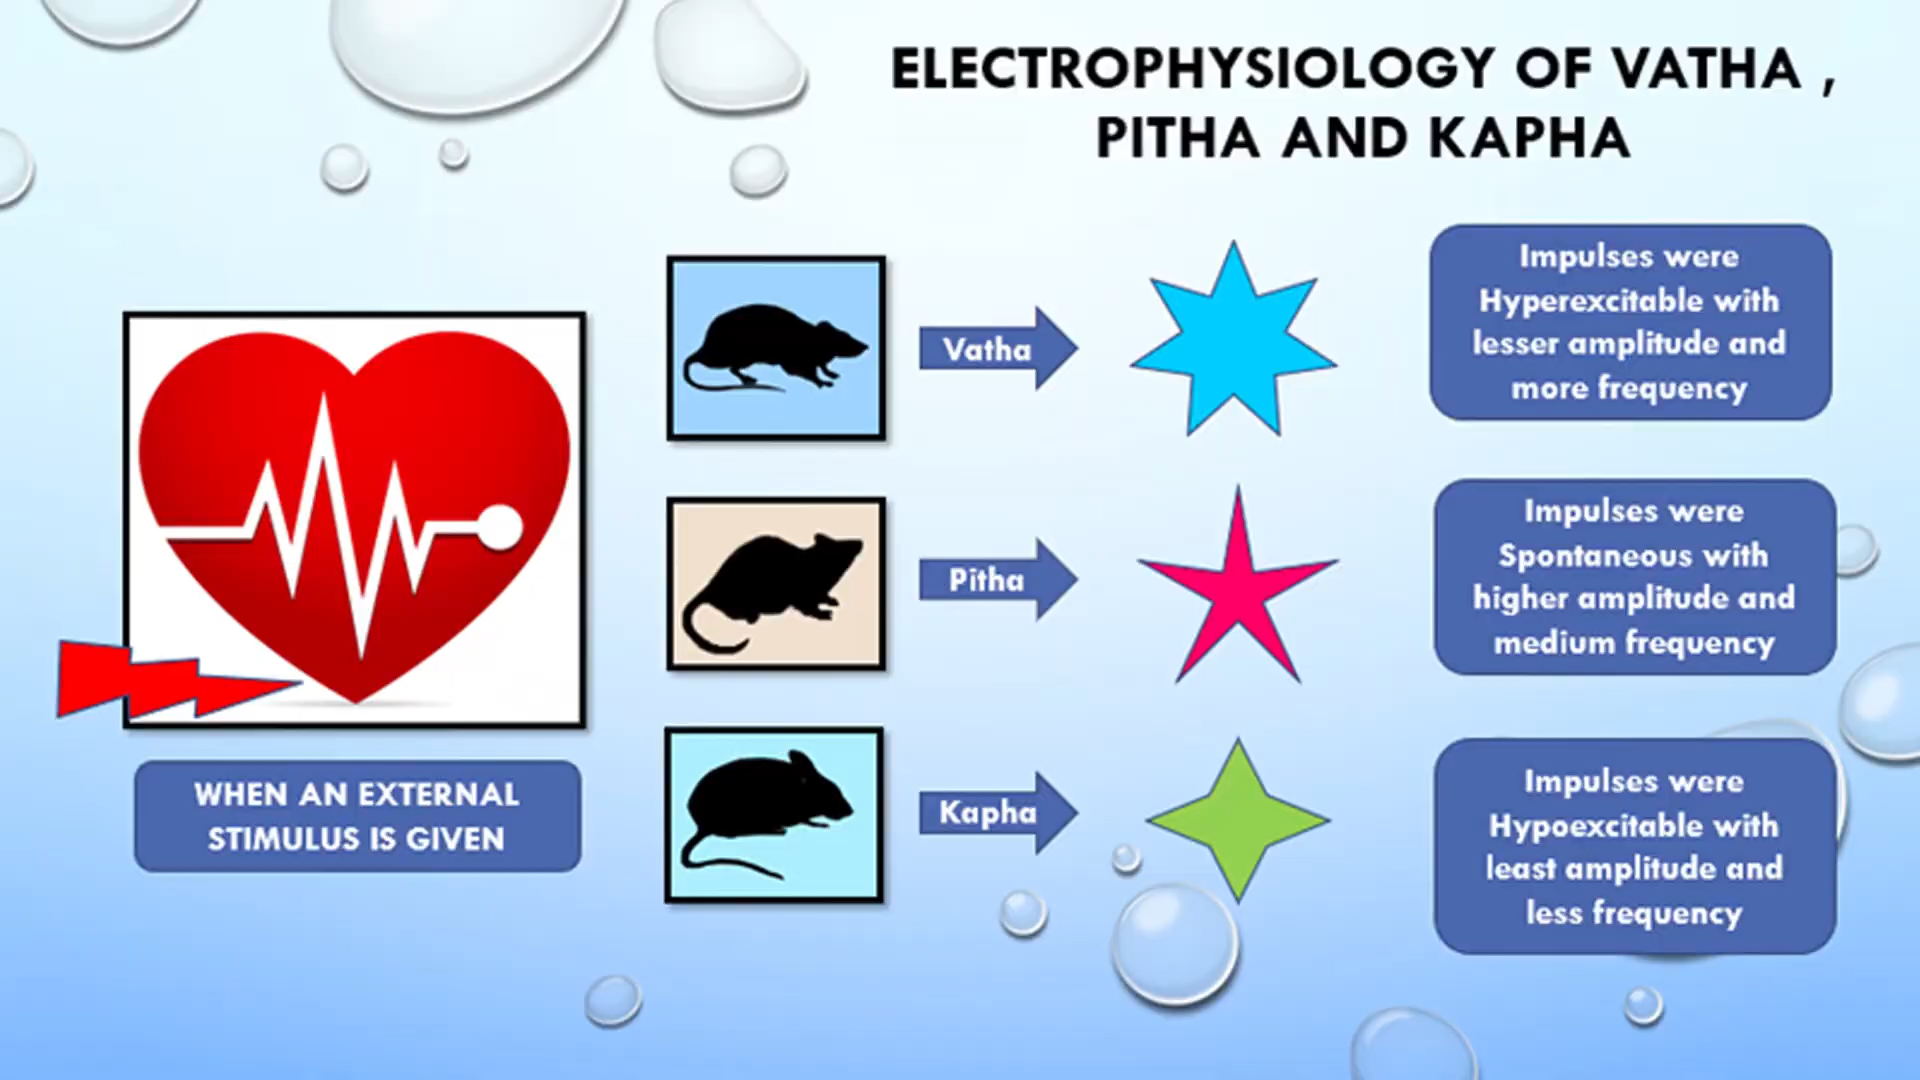 ELECTROPHYSIOLOGY OF VATHA ,
PITHA AND KAPHA
WHEN AN EXTERNAL
STIMULUS IS GIVEN
Vatha
Impulses were
Hyperexcitable with
lesser amplitude and
more frequency
Pitha
Impulses were
Spontaneous with
higher amplitude and
medium frequency
Kapha
Impulses were
Hypoexcitable with
least amplitude and
less frequency